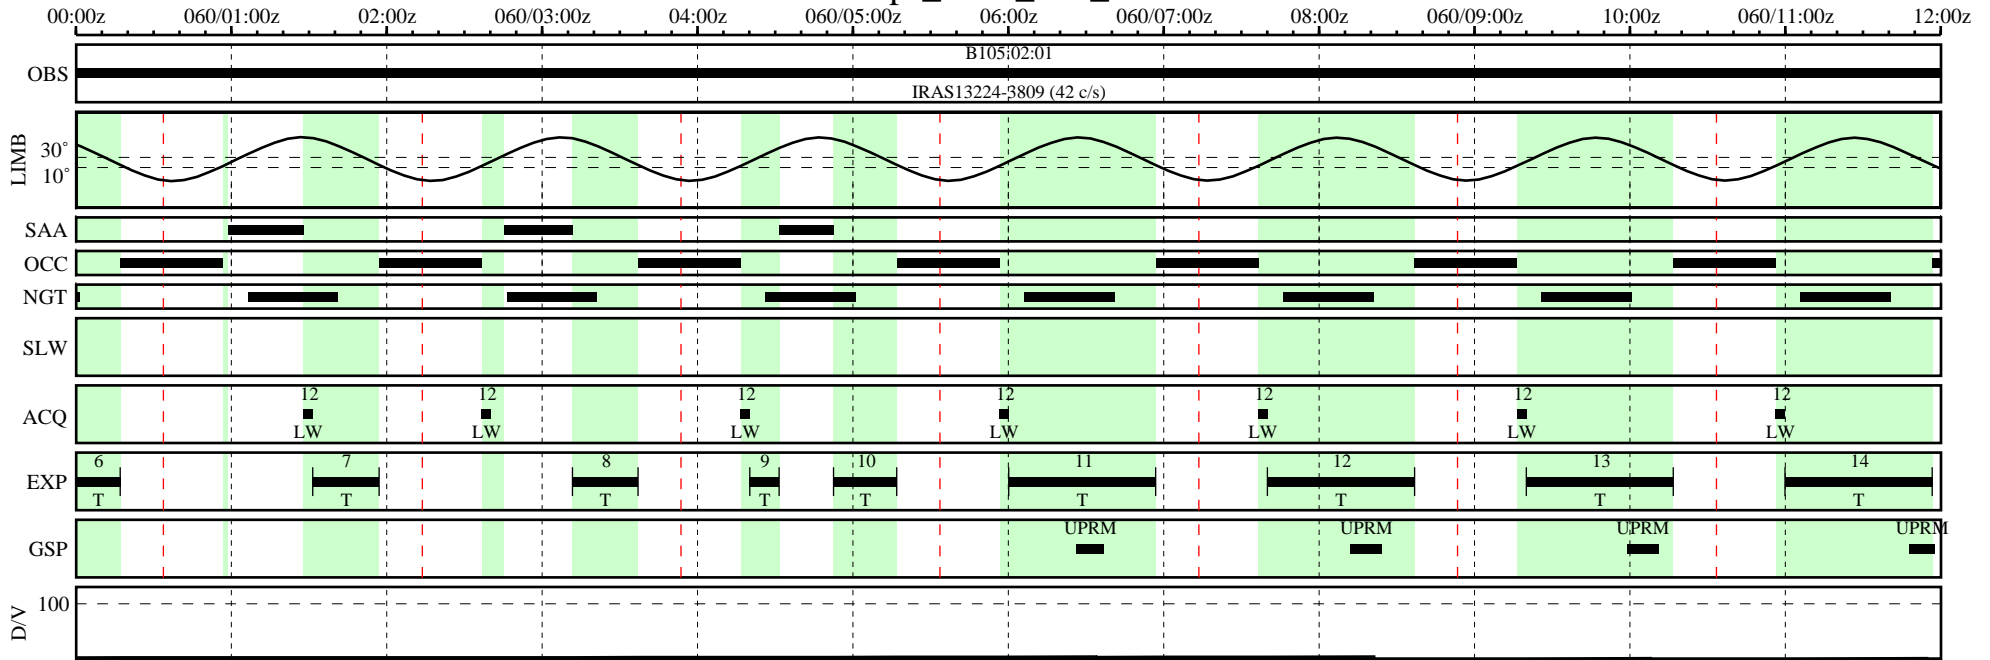 00:00z 060/01:00z 02:00z 060/03:00z 04:00z 060/05:00z 06:00z 060/07:00z 08:00z 060/09:00z 10:00z 060/11:00z 12:00z
B105:02:01
OBS
IRAS13224-3809 (42 c/s)
LIMB
30°
10°
SAA
OCC
NGT
SLW
12 12 12 12 12 12 12
ACQ
LW LW LW LW LW LW LW
6 7 8 9 10 11 12 13 14
EXP
T T T T T T T T T
UPRM UPRM UPRM UPRM
GSP
100
D/V